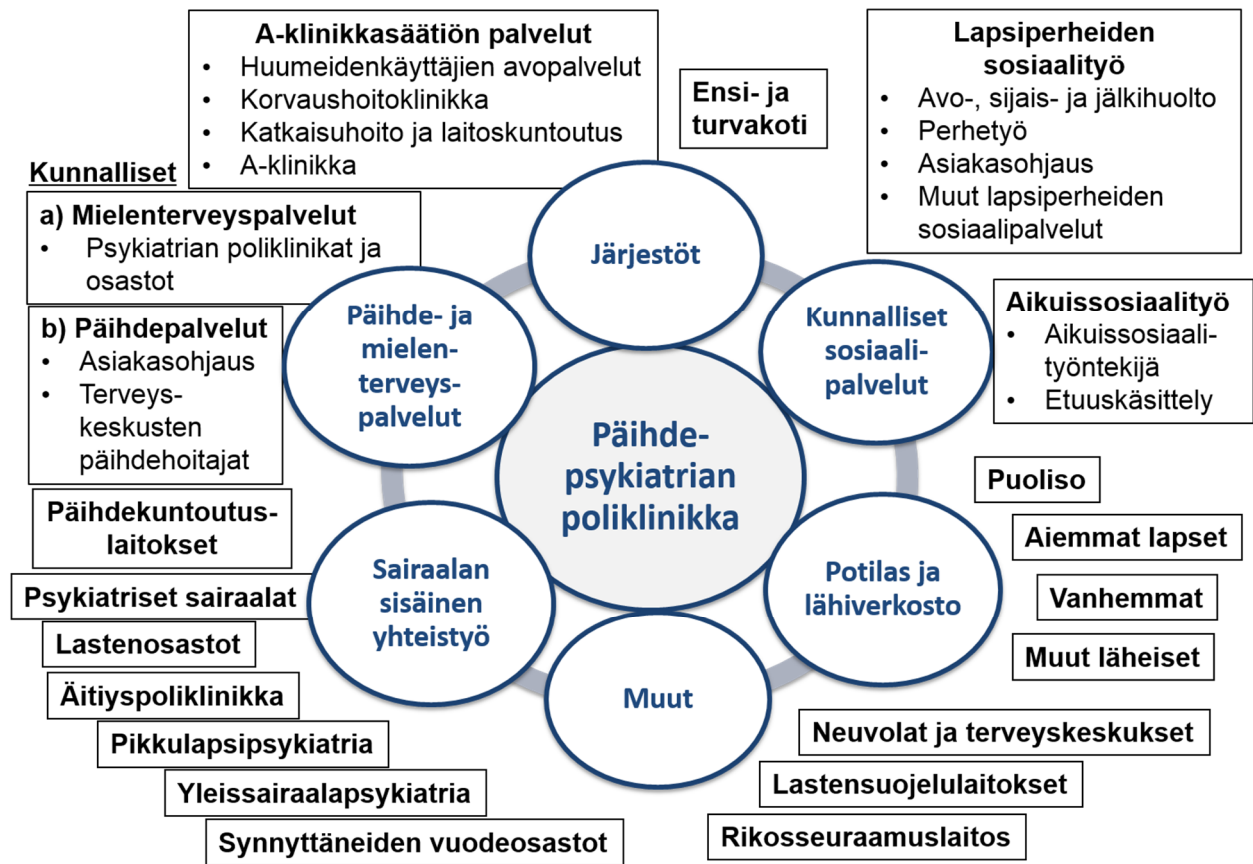 A-klinikkasäätiön palvelut
• Huumeidenkäyttäjien avopalvelut
• Korvaushoitoklinikka
• Katkaisuhoito ja laitoskuntoutus
• A-klinikka
Ensi- ja
turvakoti
Lapsiperheiden
sosiaalityö
• Avo-, sijais- ja jälkihuolto
• Perhetyö
• Asiakasohjaus
• Muut lapsiperheiden
sosiaalipalvelut
Kunnalliset
a) Mielenterveyspalvelut
• Psykiatrian poliklinikat ja
osastot
b) Päihdepalvelut
• Asiakasohjaus
• Terveys-
keskusten
päihdehoitajat
Päihdekuntoutus-
laitokset
Psykiatriset sairaalat
Lastenosastot
Äitiyspoliklinikka
Pikkulapsipsykiatria
Yleissairaalapsykiatria
Synnyttäneiden vuodeosastot
Järjestöt
Päihde- ja
mielen-
terveys-
palvelut
Kunnalliset
sosiaali-
palvelut
Päihde-
psykiatrian
poliklinikka
Sairaalan
sisäinen
yhteistyö
Potilas ja
lähiverkosto
Muut
Aikuissosiaalityö
• Aikuissosiaali-
työntekijä
• Etuuskäsittely
Puoliso
Aiemmat lapset
Vanhemmat
Muut läheiset
Neuvolat ja terveyskeskukset
Lastensuojelulaitokset
Rikosseuraamuslaitos